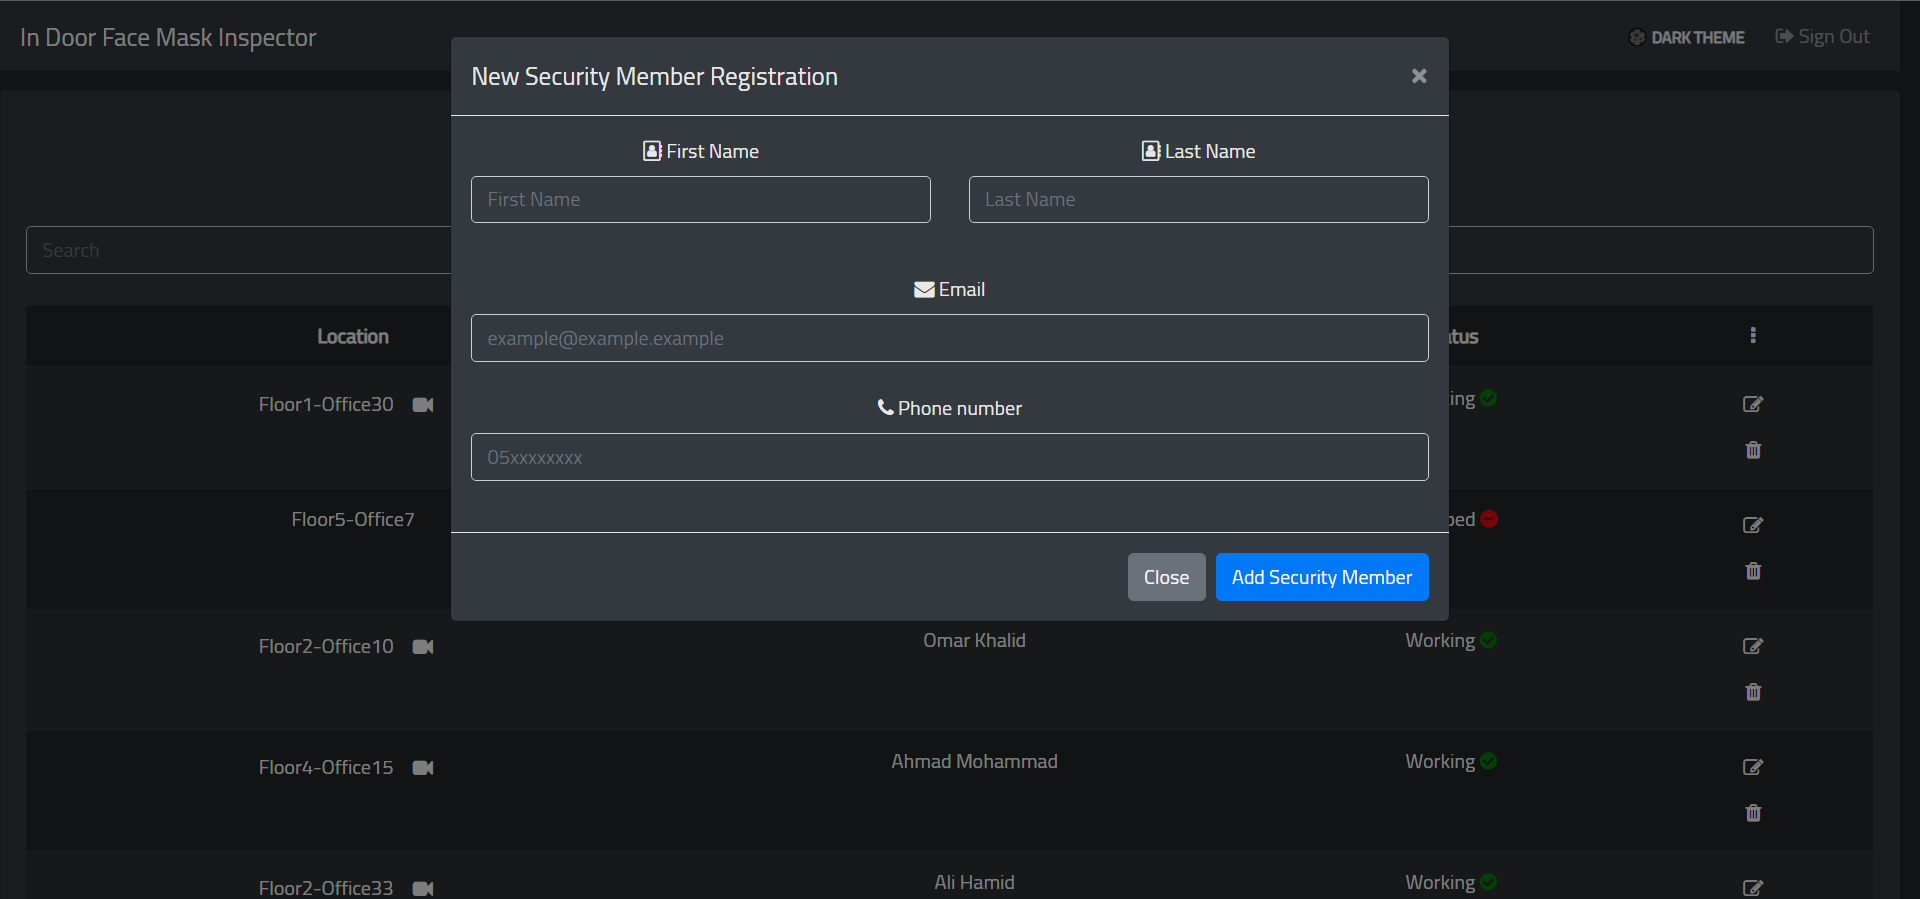 In Door Face Mask Inspector
DARK THEME
Sign Out
New Security Member Registration
×
First Name
Last Name
First Name
Last Name
Search
Email
example@example.example
Location
tus
Phone number
Floor1-Office30
ing
05xxxxxxxx
Floor5-Office7
ped
Close
Add Security Member
Floor2-Office10
Omar Khalid
Working
Floor4-Office15
Ahmad Mohammad
Working
Floor2-Office33
Ali Hamid
Working